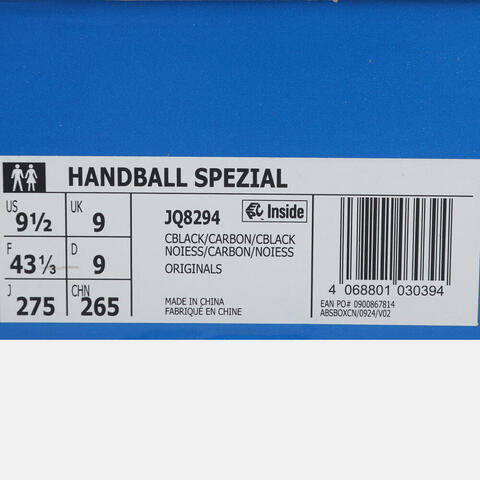 HANDBALL SPEZIAL
US 9½ UK 9
F 43⅓ D 9
J 275 CHN 265
JQ8294 Inside
CBLACK/CARBON/CBLACK
NOIESS/CARBON/NOIESS
ORIGINALS
MADE IN CHINA
FABRIQUÉ EN CHINE
4 068801 030394
EAN PO# 0900867814
ABSBOXCN/0924/V02